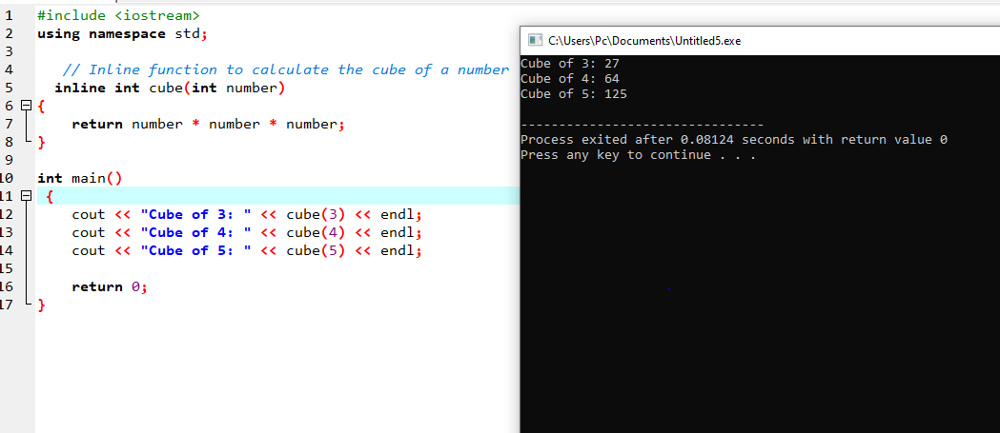 1 #include <iostream>
2 using namespace std;
3
4 // Inline function to calculate the cube of a number
5 inline int cube(int number)
6 {
7 return number * number * number;
8 }
9
10 int main()
11 {
12 cout << "Cube of 3: " << cube(3) << endl;
13 cout << "Cube of 4: " << cube(4) << endl;
14 cout << "Cube of 5: " << cube(5) << endl;
15
16 return 0;
17 }
C:\Users\Pc\Documents\Untitled5.exe
Cube of 3: 27
Cube of 4: 64
Cube of 5: 125
--------------------------------
Process exited after 0.08124 seconds with return value 0
Press any key to continue . . .